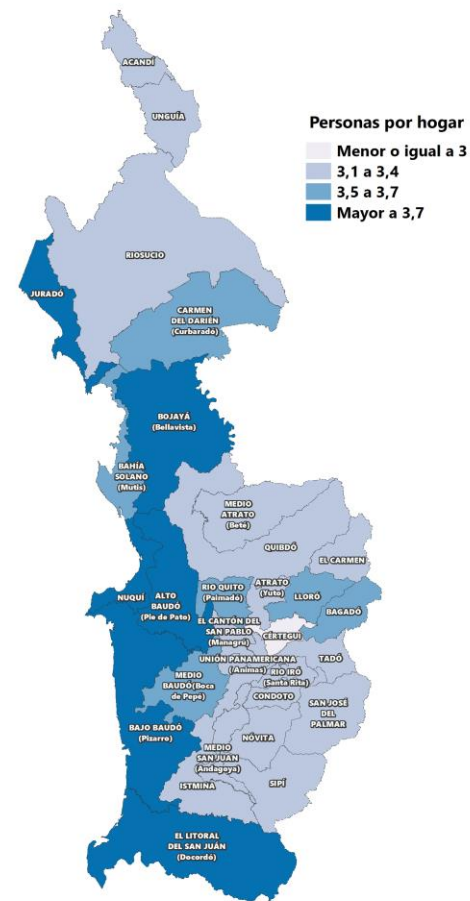 ACANDÍ
UNGUÍA
Personas por hogar
Menor o igual a 3
3,1 a 3,4
3,5 a 3,7
Mayor a 3,7
RIOSUCIO
JURADÓ
CARMEN
DEL DARIÉN
(Curbaradó)
BOJAYÁ
(Bellavista)
BAHÍA
SOLANO
(Mutis)
MEDIO
ATRATO
(Beté)
QUIBDÓ
EL CARMEN
NUQUÍ
ALTO
BAUDÓ
(Pie de Pato)
RIO QUITO
(Paimadó)
ATRATO
(Yuto)
LLORÓ
BAGADÓ
EL CANTÓN DEL
SAN PABLO
(Managrú)
CÉRTEGUI
UNIÓN PANAMERICANA
(Ánimas)
TADÓ
RIO IRÓ
(Santa Rita)
MEDIO
BAUDÓ(Boca
de Pepé)
CONDOTO
SAN JOSÉ
DEL
PALMAR
BAJO BAUDÓ
(Pizarro)
NÓVITA
MEDIO
SAN JUAN
(Andagoya)
ISTMINA
SIPÍ
EL LITORAL
DEL SAN JUÁN
(Docordó)